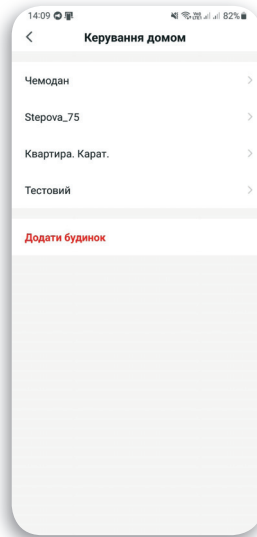 14:09 82%
Керування домом
Чемодан
Stepova_75
Квартира. Карат.
Тестовий
Додати будинок